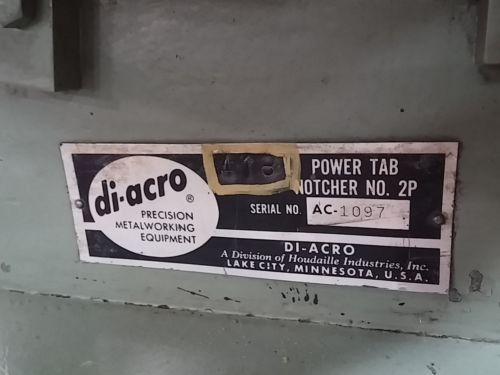 di-acro ®
PRECISION
METALWORKING
EQUIPMENT
POWER TAB
NOTCHER NO. 2P
SERIAL NO. AC-1097
DI-ACRO
A Division of Houdaille Industries, Inc.
LAKE CITY, MINNESOTA, U.S.A.